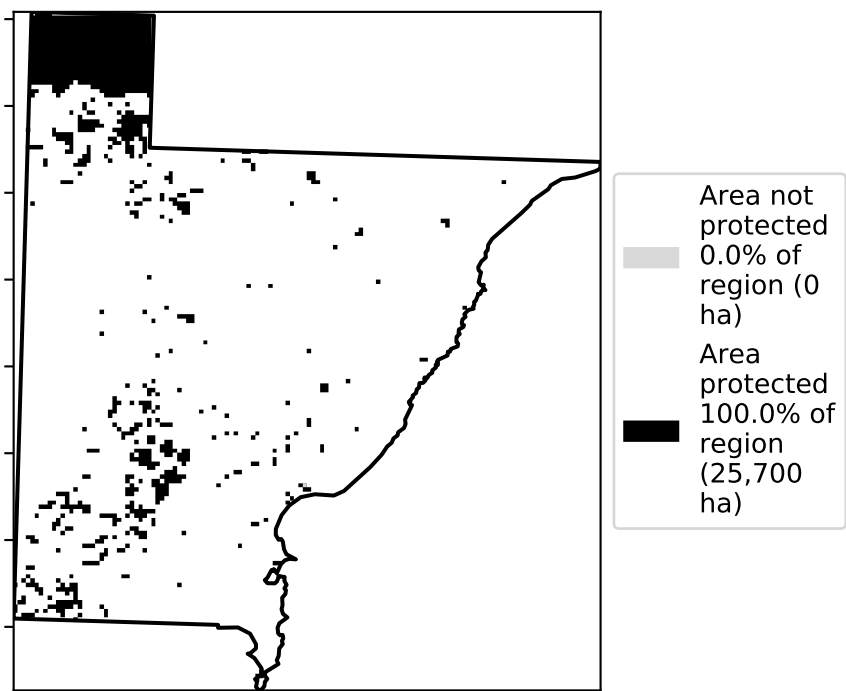 Area not
protected
0.0% of
region (0
ha)
Area
protected
100.0% of
region
(25,700
ha)